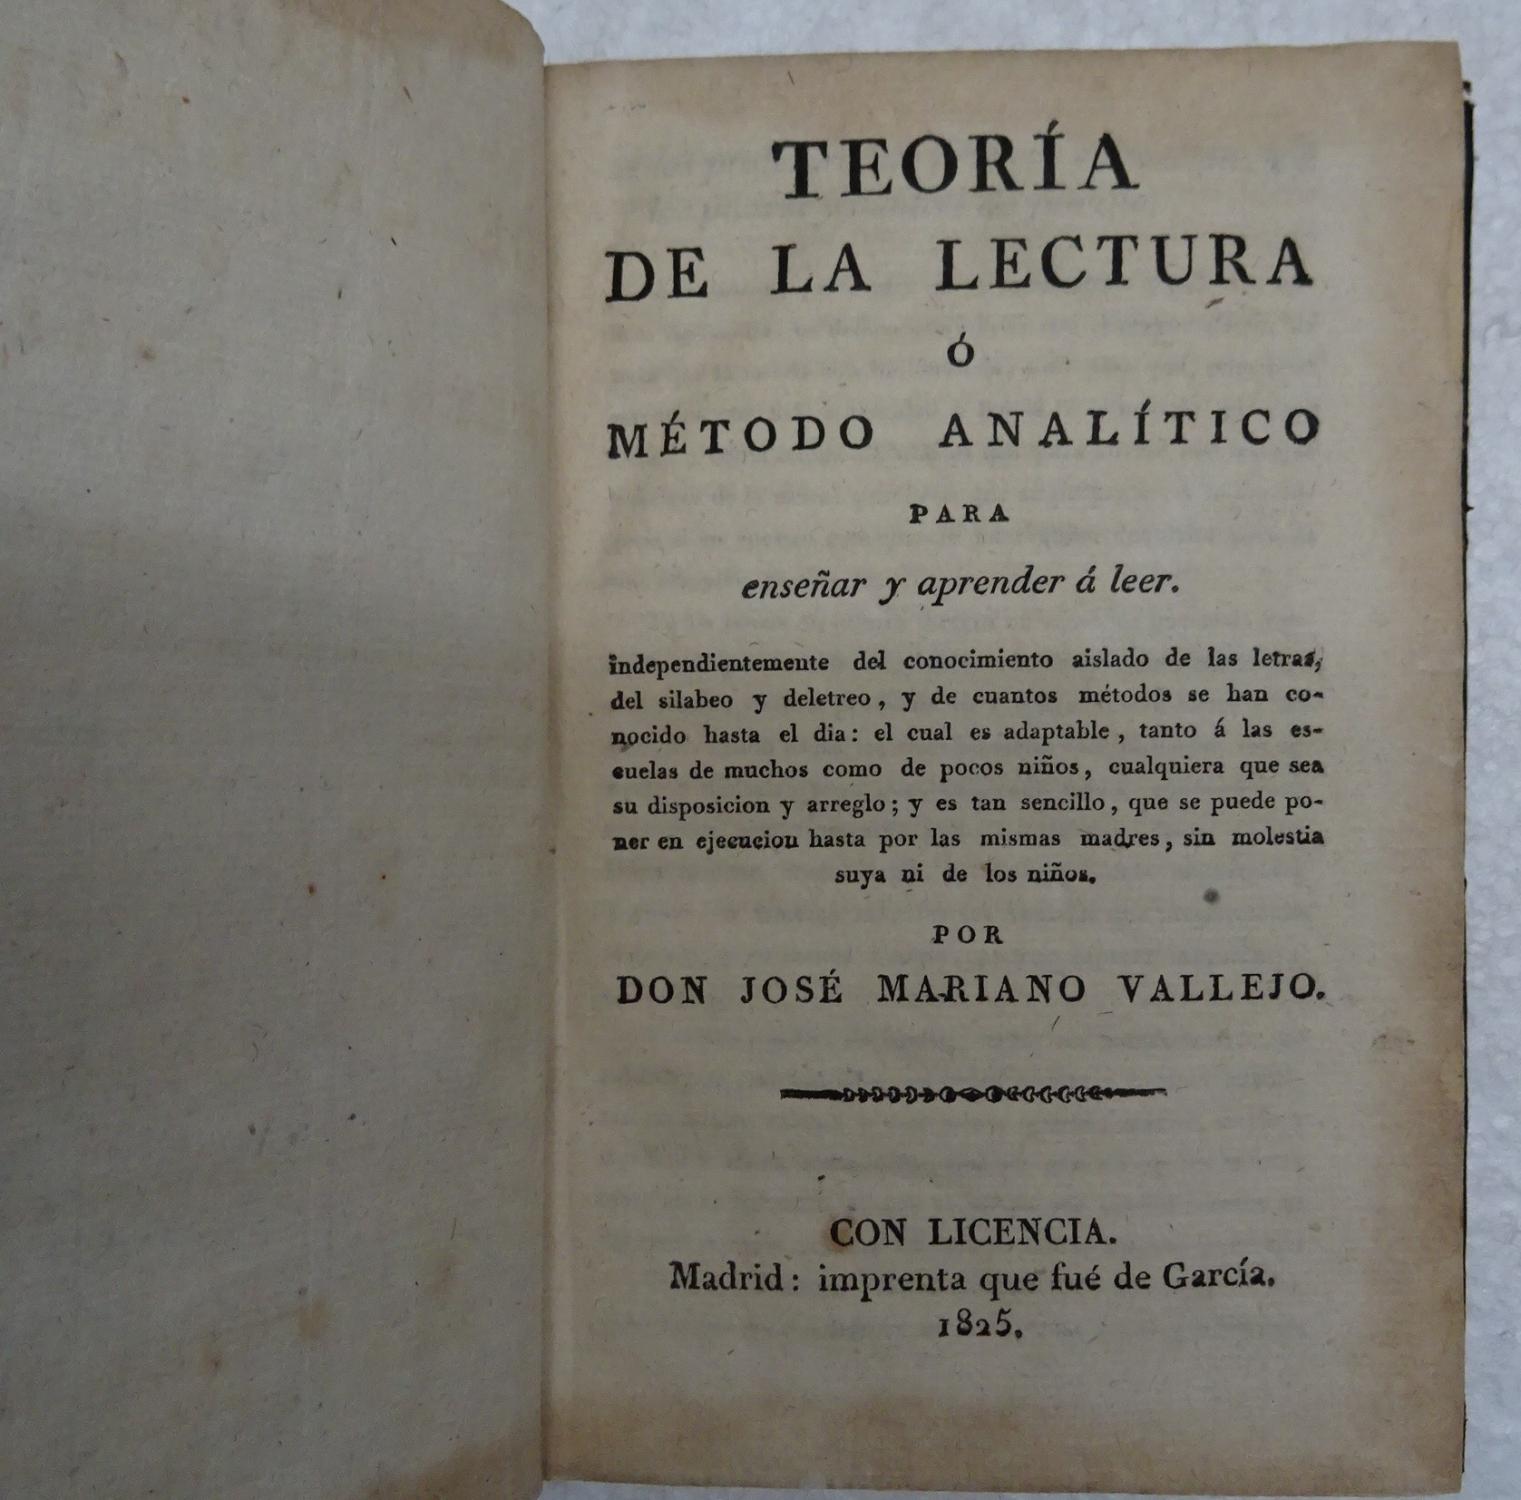 TEORÍA
DE LA LECTURA
Ó
MÉTODO ANALÍTICO
PARA
enseñar y aprender á leer.
independientemente del conocimiento aislado de las letras,
del silabeo y deletreo, y de cuantos métodos se han co-
nocido hasta el dia: el cual es adaptable, tanto á las es-
cuelas de muchos como de pocos niños, cualquiera que sea
su disposicion y arreglo; y es tan sencillo, que se puede po-
ner en ejecucion hasta por las mismas madres, sin molestia
suya ni de los niños.
POR
DON JOSÉ MARIANO VALLEJO.
CON LICENCIA.
Madrid: imprenta que fué de García.
1825.